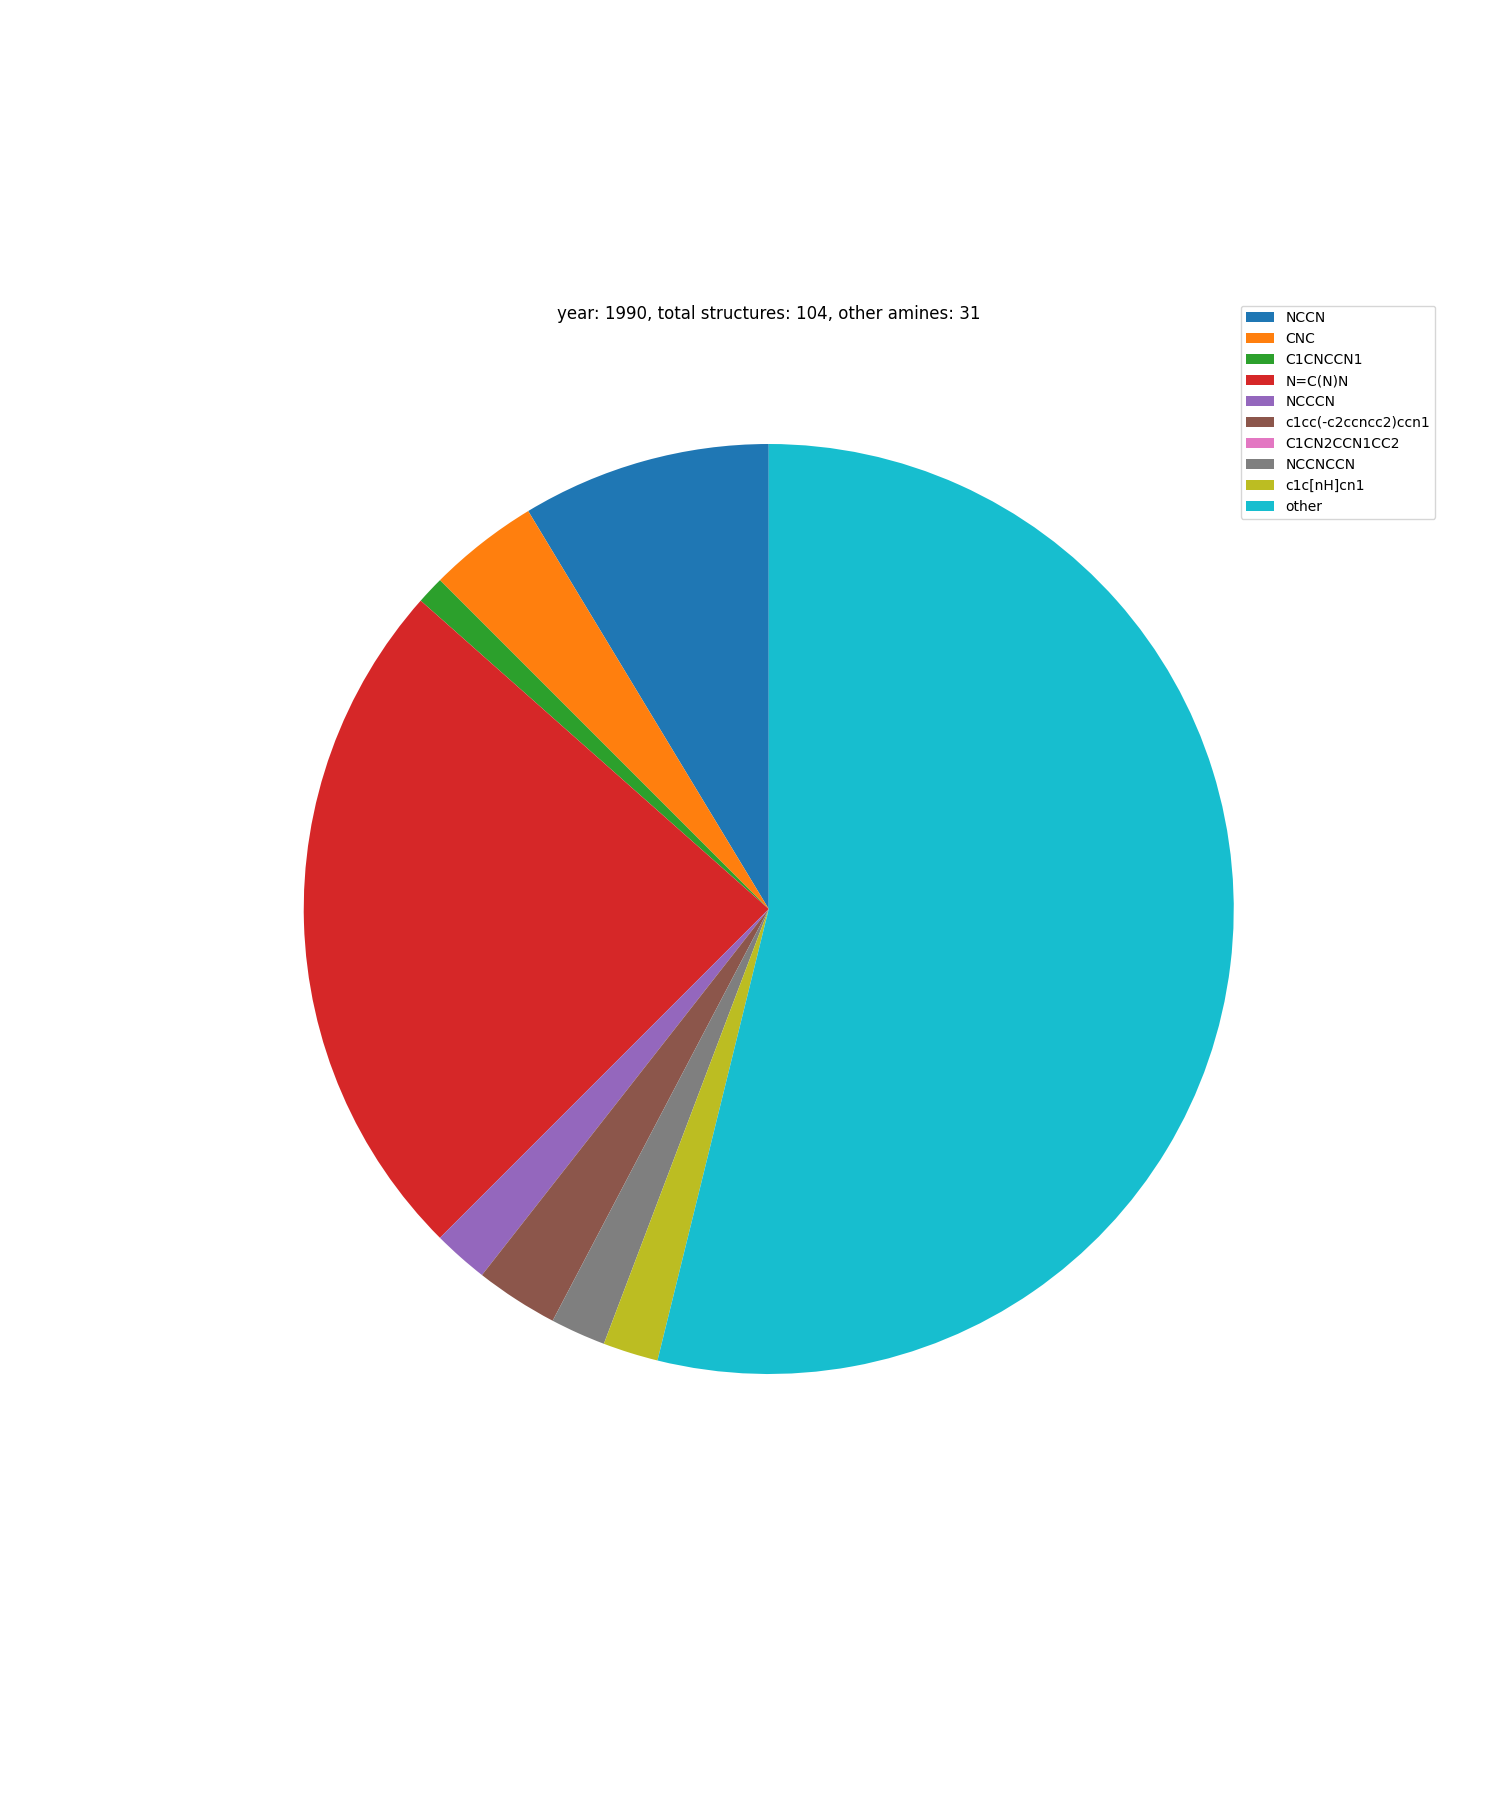 year: 1990, total structures: 104, other amines: 31
NCCN
CNC
C1CNCCN1
N=C(N)N
NCCCN
c1cc(-c2ccncc2)ccn1
C1CN2CCN1CC2
NCCNCCN
c1c[nH]cn1
other